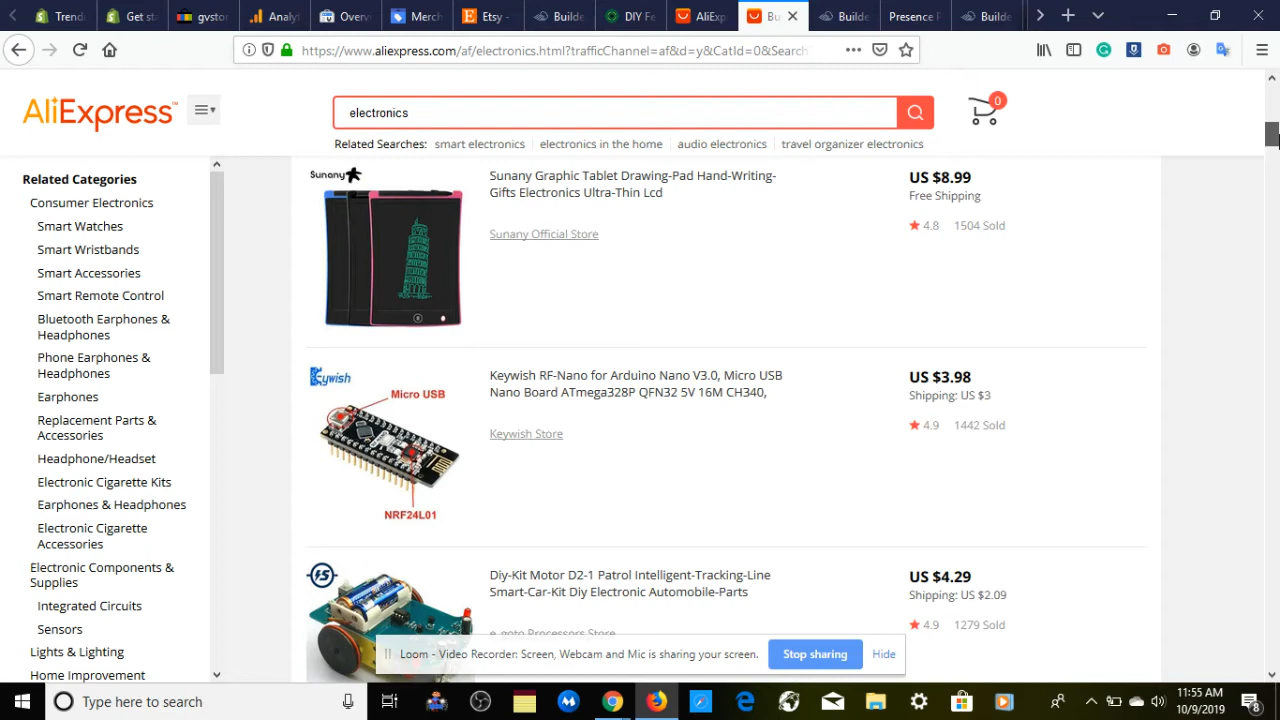 Trend
Get st
gvstor
Analyt
Overv
Merch
Etsy -
Builde
DIY Fe
AliExp
Bu
Builde
Presence P
Builde
https://www.aliexpress.com/af/electronics.html?trafficChannel=af&d=y&CatId=0&Search
AliExpress™
electronics
0
Related Searches: smart electronics electronics in the home audio electronics travel organizer electronics
Related Categories
Consumer Electronics
Smart Watches
Smart Wristbands
Smart Accessories
Smart Remote Control
Bluetooth Earphones &
Headphones
Phone Earphones &
Headphones
Earphones
Replacement Parts &
Accessories
Headphone/Headset
Electronic Cigarette Kits
Earphones & Headphones
Electronic Cigarette
Accessories
Electronic Components &
Supplies
Integrated Circuits
Sensors
Lights & Lighting
Home Improvement
Sunany
Sunany Graphic Tablet Drawing-Pad Hand-Writing-
Gifts Electronics Ultra-Thin Lcd
Sunany Official Store
US $8.99
Free Shipping
4.8 1504 Sold
Keywish
Micro USB
NRF24L01
Keywish RF-Nano for Arduino Nano V3.0, Micro USB
Nano Board ATmega328P QFN32 5V 16M CH340,
Keywish Store
US $3.98
Shipping: US $3
4.9 1442 Sold
Diy-Kit Motor D2-1 Patrol Intelligent-Tracking-Line
Smart-Car-Kit Diy Electronic Automobile-Parts
e-goto Processors Store
US $4.29
Shipping: US $2.09
4.9 1279 Sold
Loom - Video Recorder: Screen, Webcam and Mic is sharing your screen.
Stop sharing
Hide
Type here to search
11:55 AM
10/9/2019
8